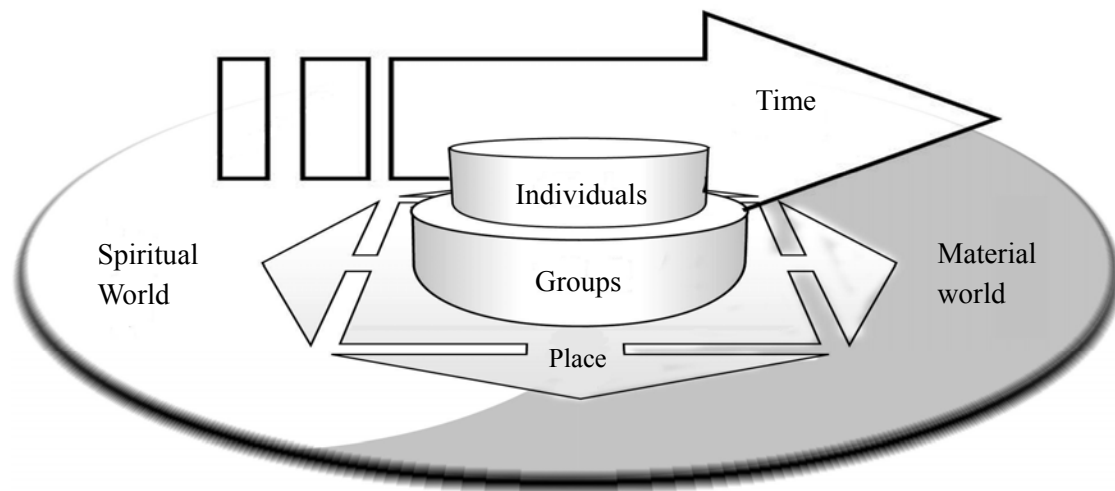 Time
Individuals
Spiritual
World
Groups
Material
world
Place